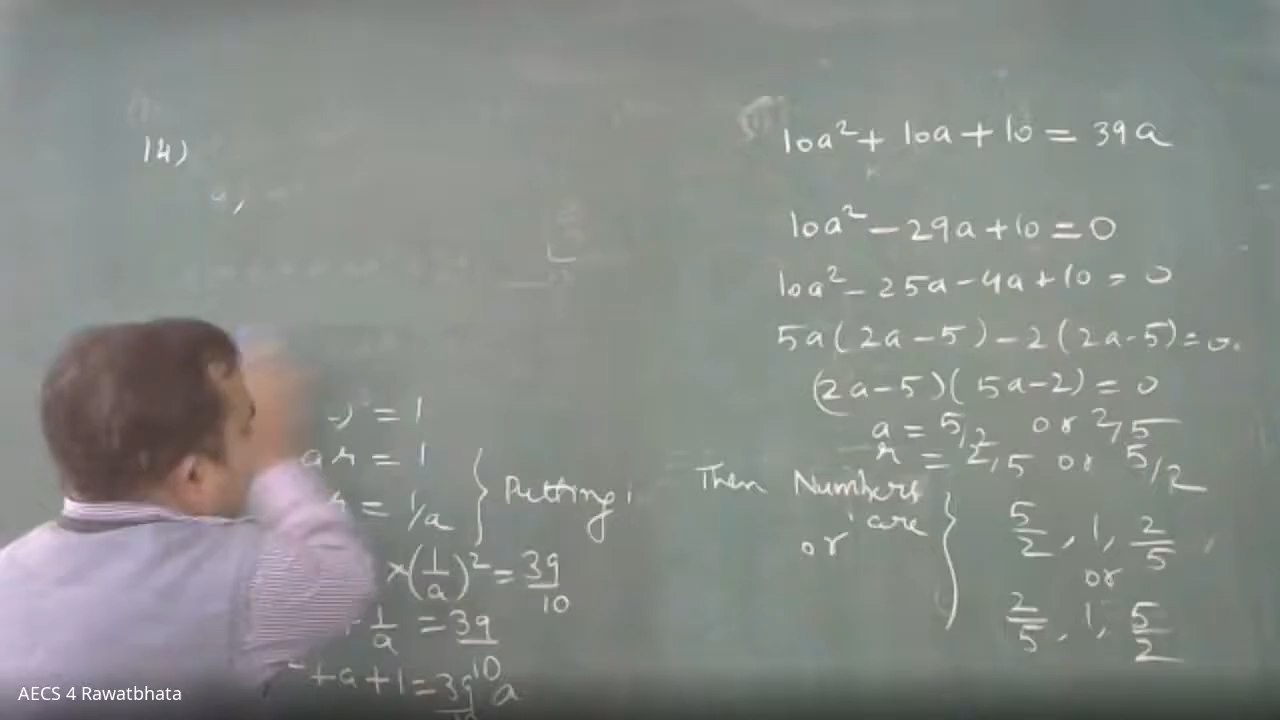 14)
a,
)³ = 1
ar = 1
r = 1/a } Putting
×(1/a)² = 39/10
1/a = 39/10
+a+1 = 39/10 a
10a² + 10a + 10 = 39a
10a² - 29a + 10 = 0
10a² - 25a - 4a + 10 = 0
5a(2a - 5) - 2(2a - 5) = 0.
(2a - 5)(5a - 2) = 0
a = 5/2 or 2/5
r = 2/5 or 5/2
Then Numbers are
or
5/2, 1, 2/5
or
2/5, 1, 5/2
AECS 4 Rawatbhata